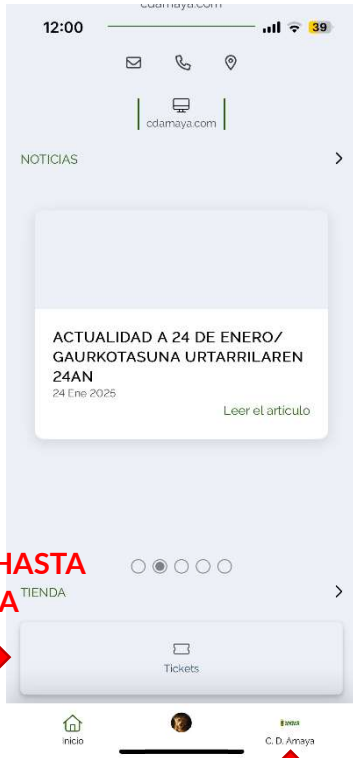 cdamaya.com
12:00
39
cdamaya.com
NOTICIAS
ACTUALIDAD A 24 DE ENERO/
GAURKOTASUNA URTARRILAREN
24AN
24 Ene 2025
Leer el artículo
HASTA
A
TIENDA
Tickets
Inicio
C. D. Amaya